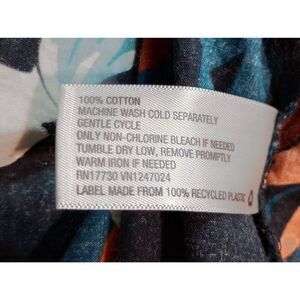 100% COTTON
MACHINE WASH COLD SEPARATELY
GENTLE CYCLE
ONLY NON-CHLORINE BLEACH IF NEEDED
TUMBLE DRY LOW, REMOVE PROMPTLY
WARM IRON IF NEEDED
RN17730 VN1247024
LABEL MADE FROM 100% RECYCLED PLASTIC